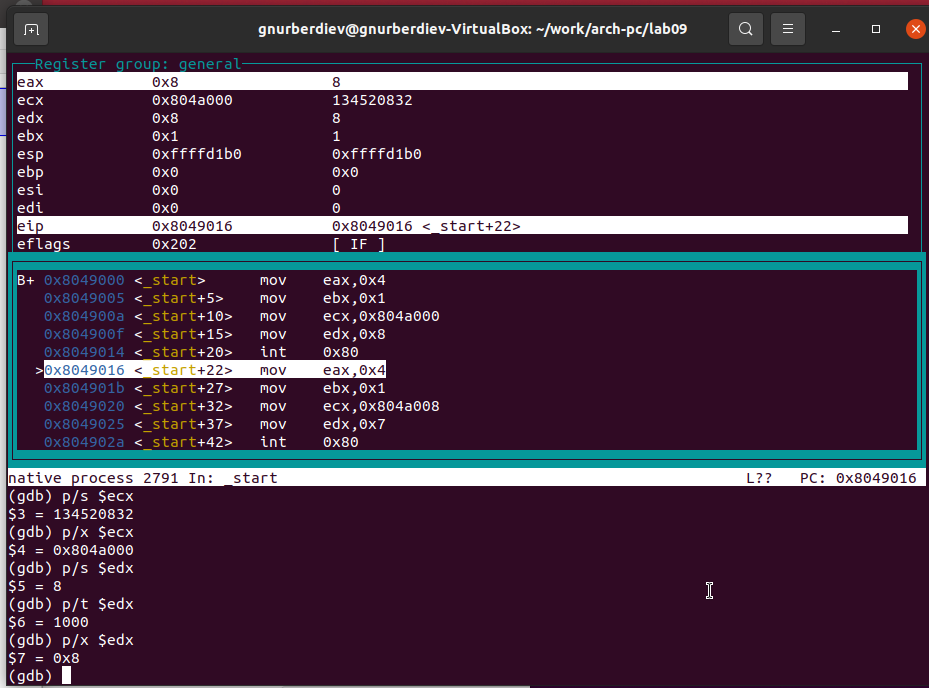 gnurberdiev@gnurberdiev-VirtualBox: ~/work/arch-pc/lab09
Register group: general
eax 0x8 8
ecx 0x804a000 134520832
edx 0x8 8
ebx 0x1 1
esp 0xffffd1b0 0xffffd1b0
ebp 0x0 0x0
esi 0x0 0
edi 0x0 0
eip 0x8049016 0x8049016 <_start+22>
eflags 0x202 [ IF ]
B+ 0x8049000 <_start> mov eax,0x4
0x8049005 <_start+5> mov ebx,0x1
0x804900a <_start+10> mov ecx,0x804a000
0x804900f <_start+15> mov edx,0x8
0x8049014 <_start+20> int 0x80
>0x8049016 <_start+22> mov eax,0x4
0x804901b <_start+27> mov ebx,0x1
0x8049020 <_start+32> mov ecx,0x804a008
0x8049025 <_start+37> mov edx,0x7
0x804902a <_start+42> int 0x80
native process 2791 In: _start L?? PC: 0x8049016
(gdb) p/s $ecx
$3 = 134520832
(gdb) p/x $ecx
$4 = 0x804a000
(gdb) p/s $edx
$5 = 8
(gdb) p/t $edx
$6 = 1000
(gdb) p/x $edx
$7 = 0x8
(gdb)